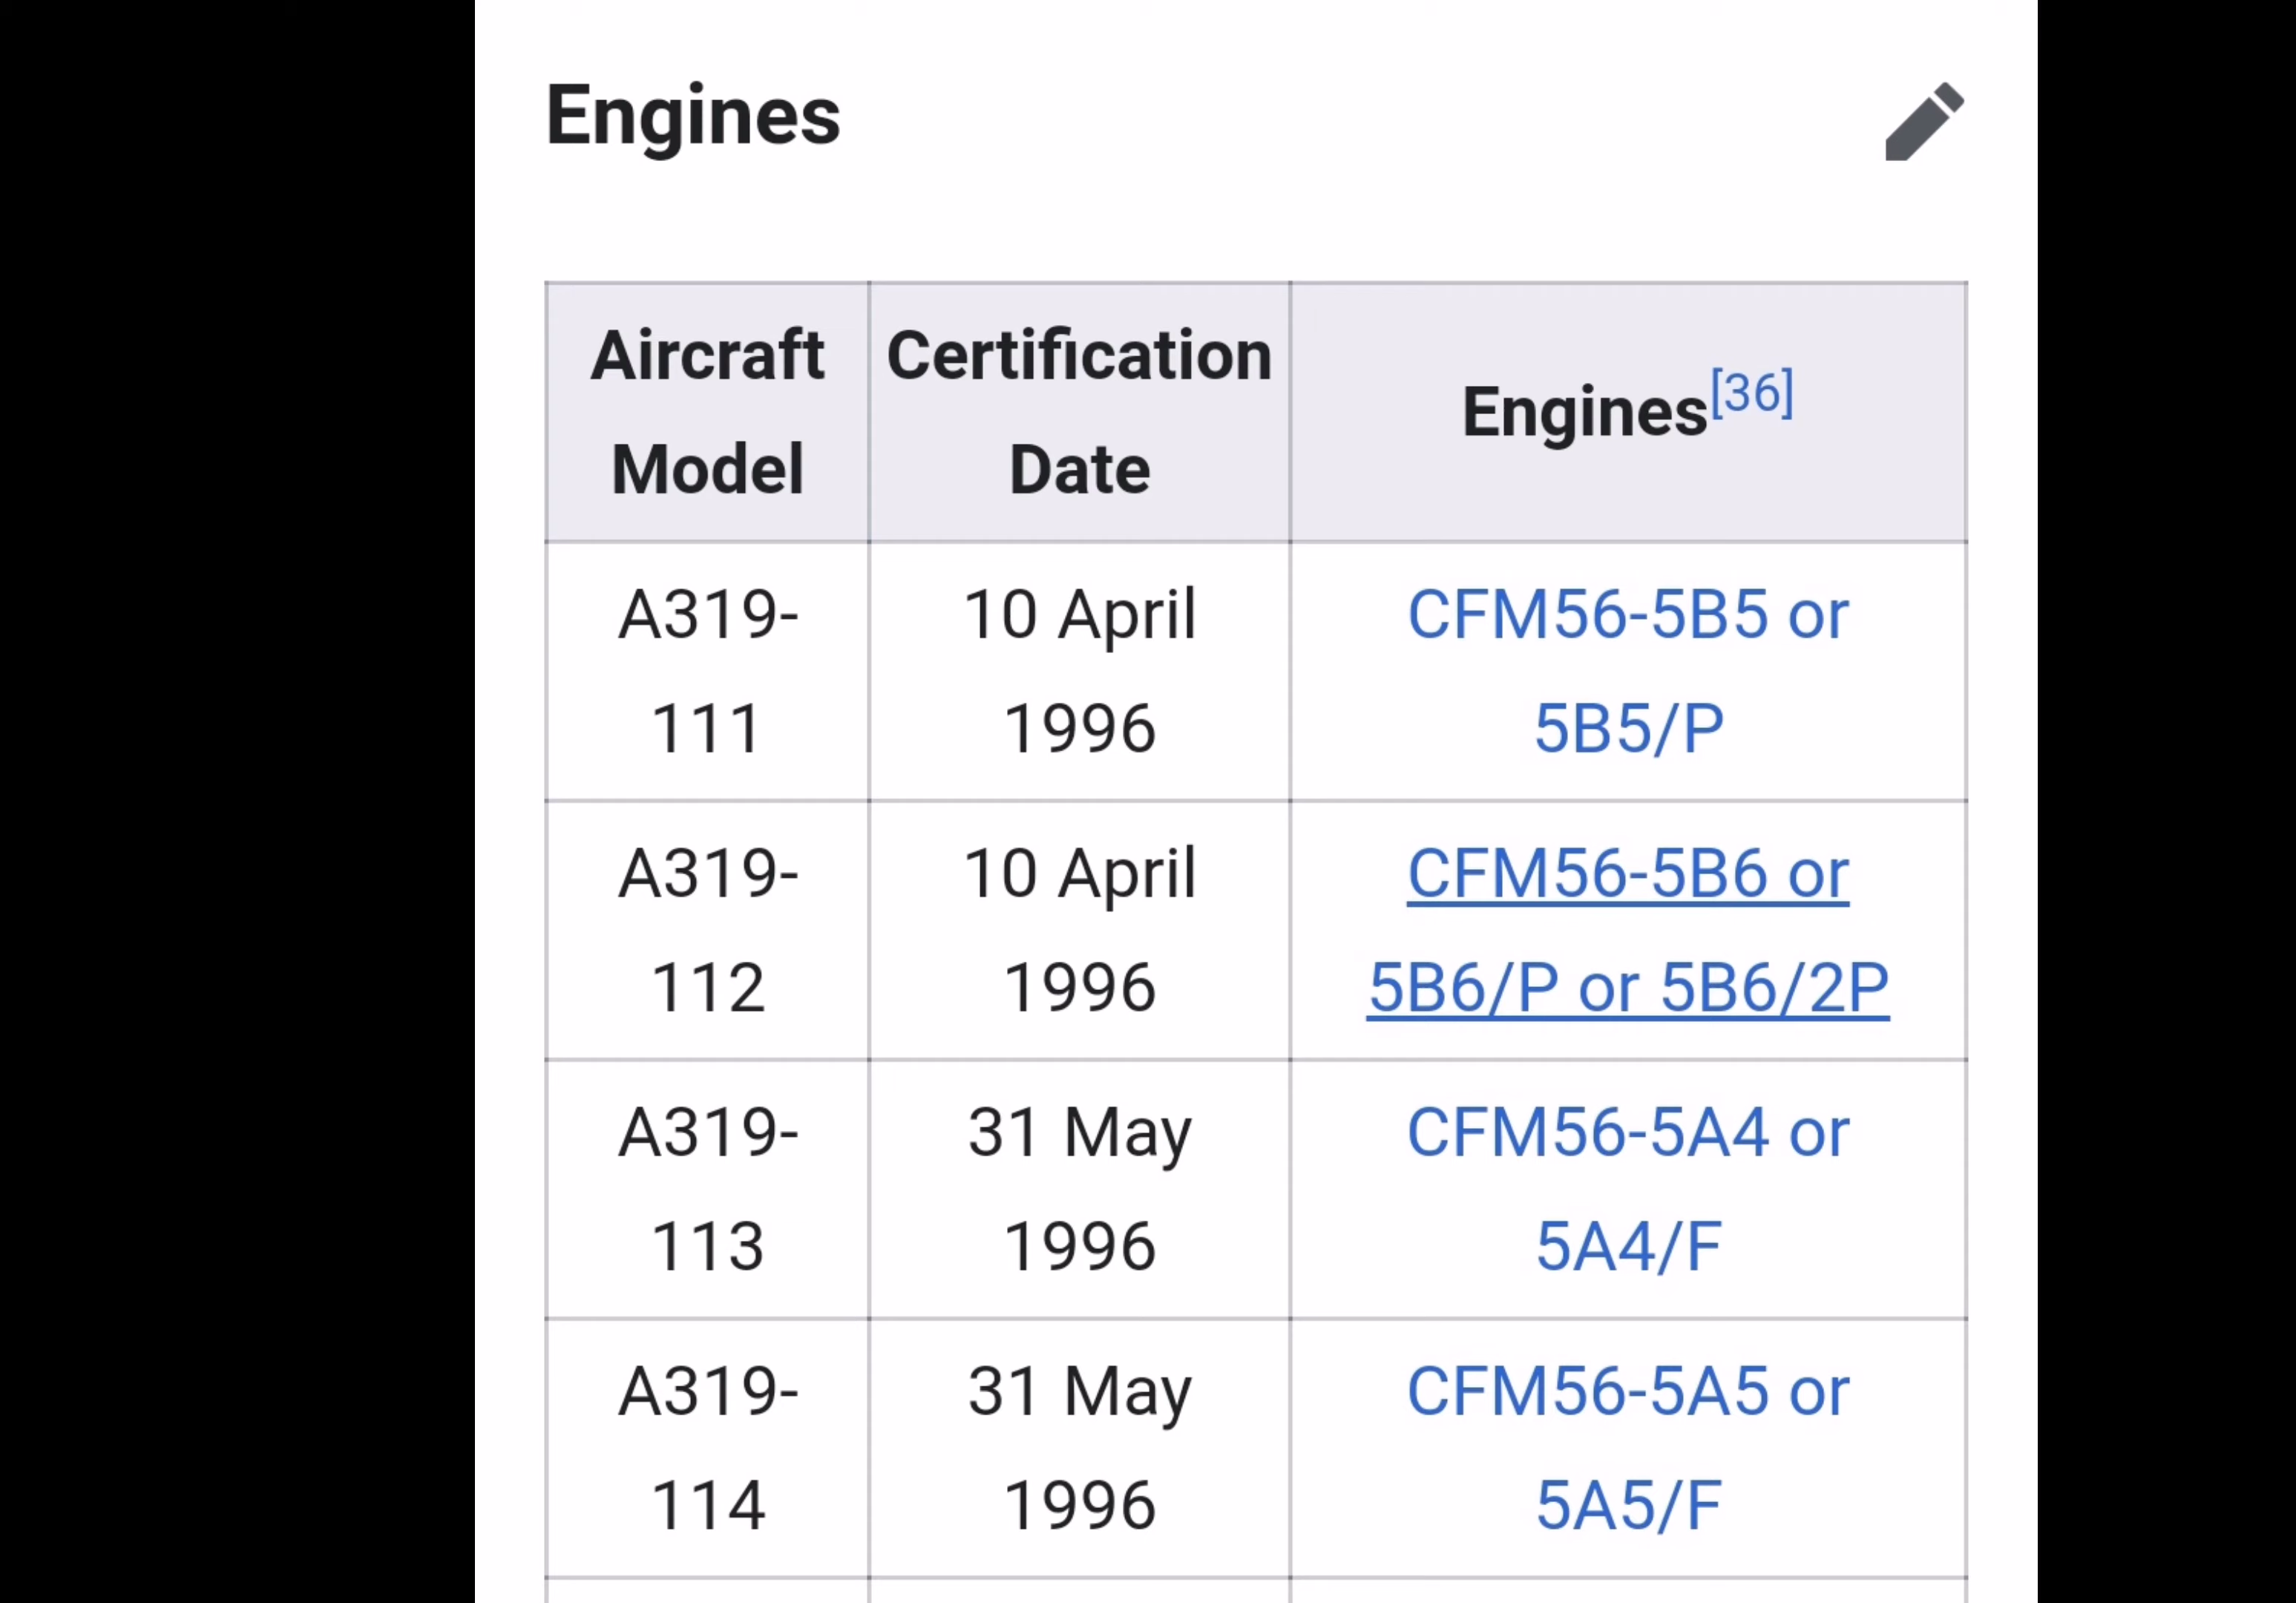 Engines
Aircraft
Model
Certification
Date
Engines[36]
A319-
111
10 April
1996
CFM56-5B5 or
5B5/P
A319-
112
10 April
1996
CFM56-5B6 or
5B6/P or 5B6/2P
A319-
113
31 May
1996
CFM56-5A4 or
5A4/F
A319-
114
31 May
1996
CFM56-5A5 or
5A5/F